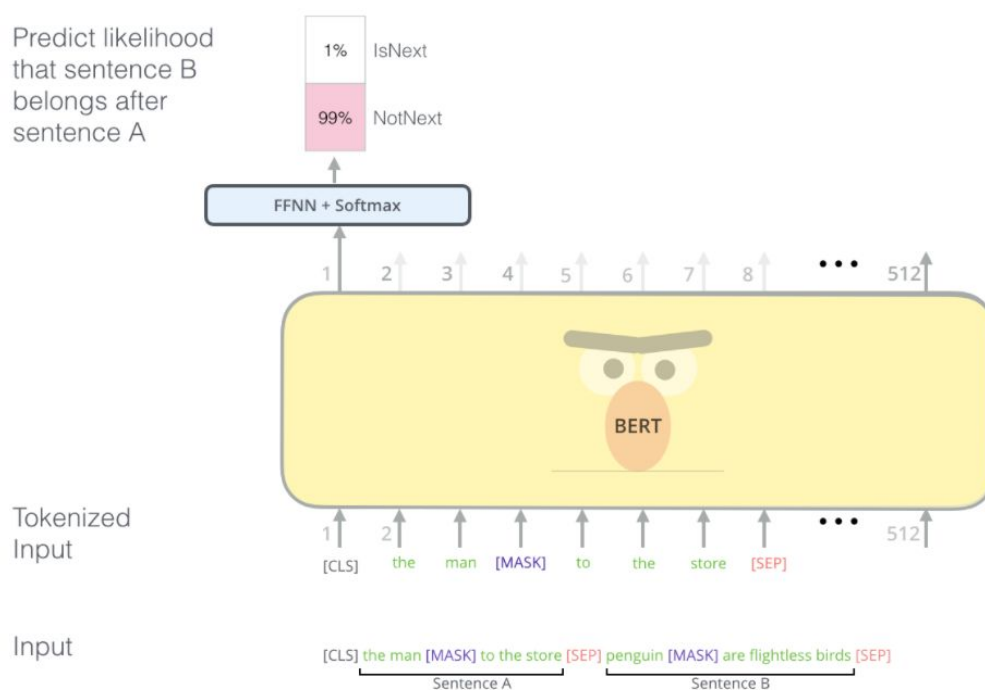 Predict likelihood
that sentence B
belongs after
sentence A
1% IsNext
99% NotNext
FFNN + Softmax
1 2 3 4 5 6 7 8 ••• 512
BERT
Tokenized
Input
1 2 ••• 512
[CLS] the man [MASK] to the store [SEP]
Input
[CLS] the man [MASK] to the store [SEP] penguin [MASK] are flightless birds [SEP]
Sentence A Sentence B